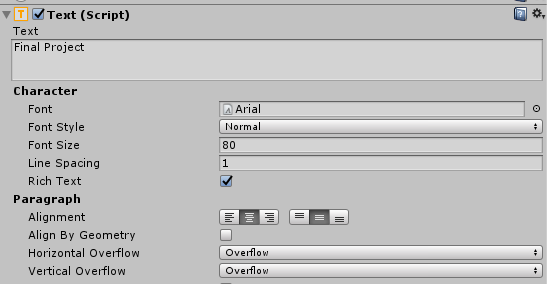 Text (Script)
Text
Final Project
Character
Font Arial
Font Style Normal
Font Size 80
Line Spacing 1
Rich Text
Paragraph
Alignment
Align By Geometry
Horizontal Overflow Overflow
Vertical Overflow Overflow